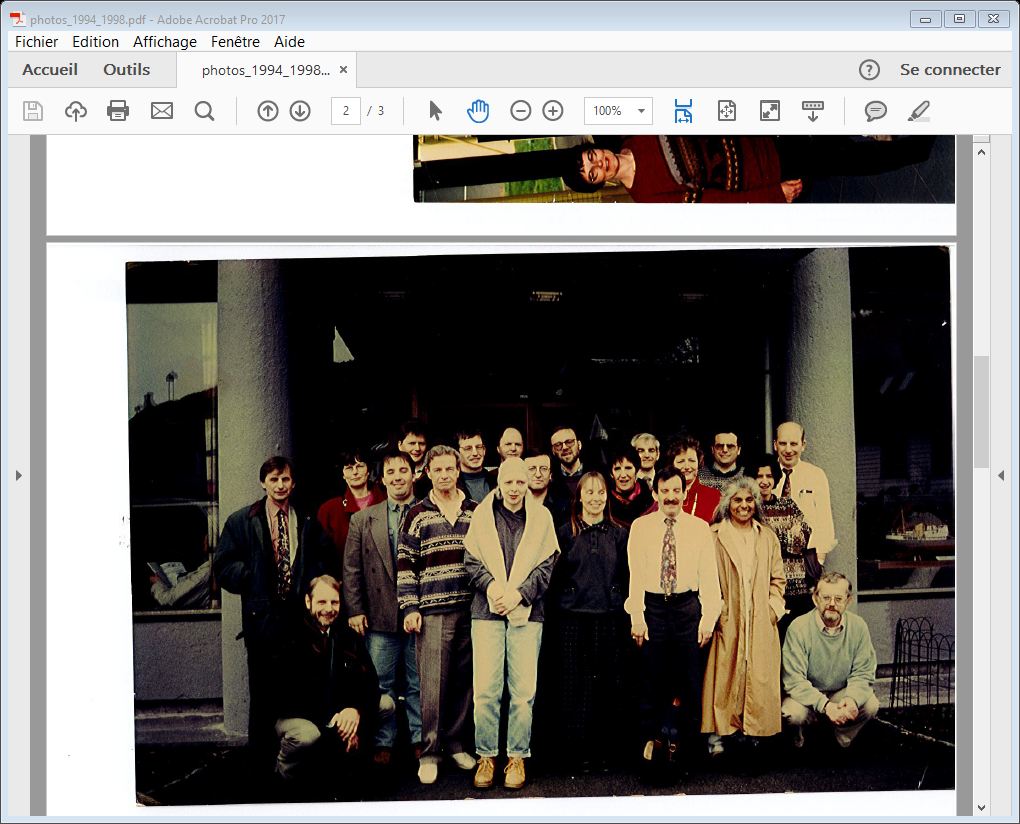 photos_1994_1998.pdf - Adobe Acrobat Pro 2017
Fichier Edition Affichage Fenêtre Aide
Accueil Outils photos_1994_1998... × ? Se connecter
2 / 3 100%